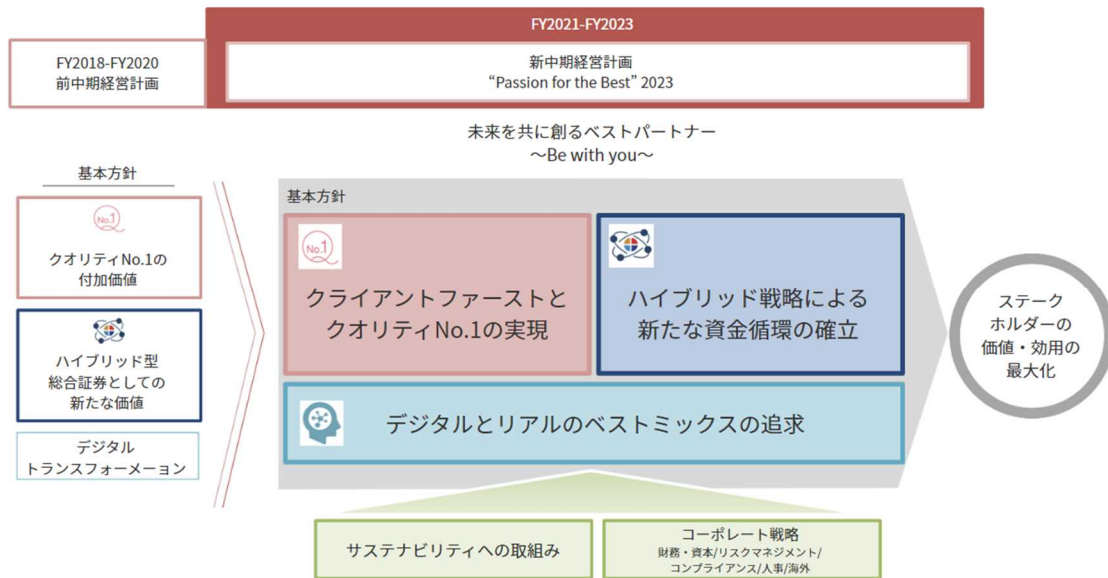 FY2021-FY2023
FY2018-FY2020
前中期経営計画
新中期経営計画
“Passion for the Best” 2023
未来を共に創るベストパートナー
～Be with you～
基本方針
No.1
クオリティNo.1の
付加価値
ハイブリッド型
総合証券としての
新たな価値
デジタル
トランスフォーメーション
基本方針
No.1
クライアントファーストと
クオリティNo.1の実現
ハイブリッド戦略による
新たな資金循環の確立
デジタルとリアルのベストミックスの追求
ステーク
ホルダーの
価値・効用の
最大化
サステナビリティへの取組み
コーポレート戦略
財務・資本/リスクマネジメント/
コンプライアンス/人事/海外